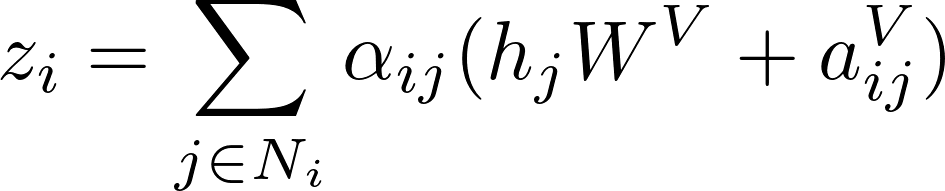 z_i = \sum_{j \in N_i} \alpha_{ij} (h_j W^V + a_{ij}^V)